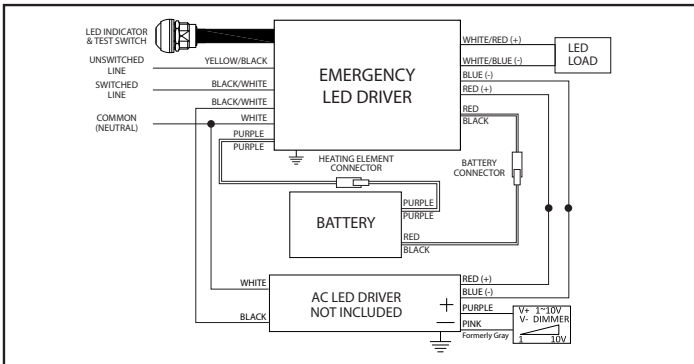 LED INDICATOR
& TEST SWITCH
UNSWITCHED
LINE
YELLOW/BLACK
SWITCHED
LINE
BLACK/WHITE
BLACK/WHITE
COMMON
(NEUTRAL)
WHITE
PURPLE
PURPLE
EMERGENCY
LED DRIVER
WHITE/RED (+)
WHITE/BLUE (-)
LED
LOAD
BLUE (-)
RED (+)
RED
BLACK
HEATING ELEMENT
CONNECTOR
BATTERY
CONNECTOR
BATTERY
PURPLE
PURPLE
RED
BLACK
WHITE
BLACK
AC LED DRIVER
NOT INCLUDED
+
—
RED (+)
BLUE (-)
PURPLE
PINK
Formerly Gray
V+ 1~10V
V- DIMMER
1 10V